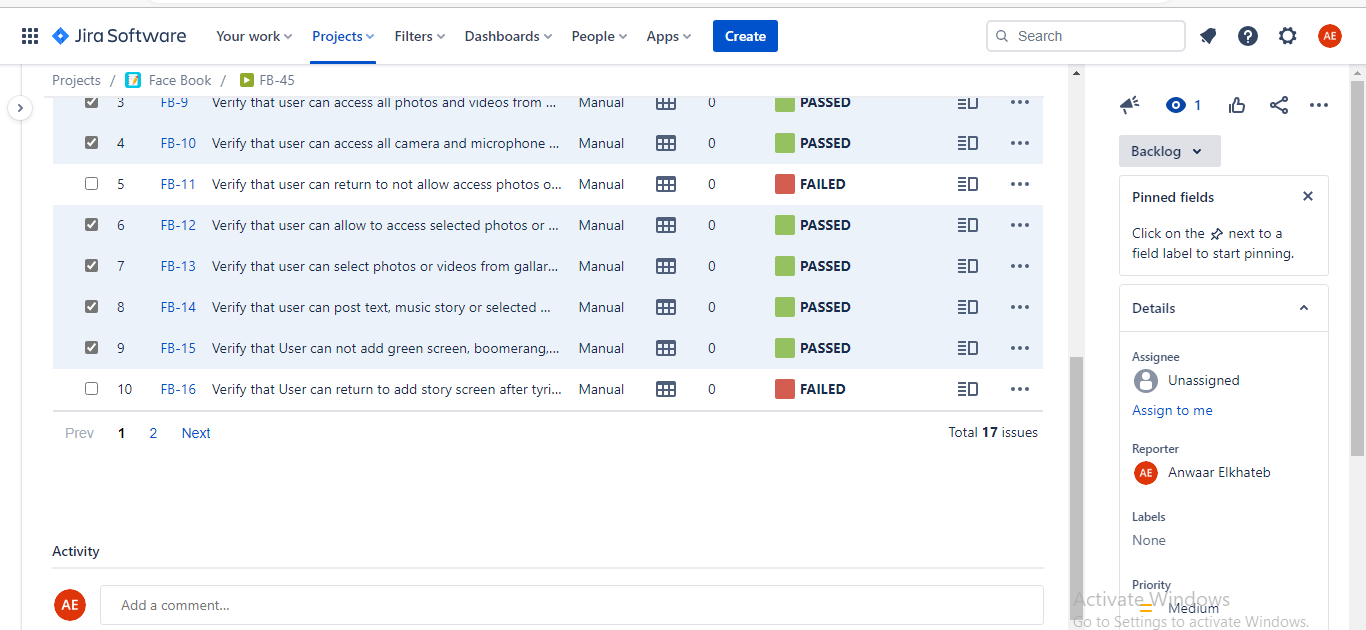 Jira Software Your work Projects Filters Dashboards People Apps Create Search AE
Projects / Face Book / FB-45
3 FB-9 Verify that user can access all photos and videos from ... Manual 0 PASSED
4 FB-10 Verify that user can access all camera and microphone ... Manual 0 PASSED
5 FB-11 Verify that user can return to not allow access photos o... Manual 0 FAILED
6 FB-12 Verify that user can allow to access selected photos or ... Manual 0 PASSED
7 FB-13 Verify that user can select photos or videos from gallar... Manual 0 PASSED
8 FB-14 Verify that user can post text, music story or selected ... Manual 0 PASSED
9 FB-15 Verify that User can not add green screen, boomerang,... Manual 0 PASSED
10 FB-16 Verify that User can return to add story screen after tyri... Manual 0 FAILED
Prev 1 2 Next Total 17 issues
Activity
AE Add a comment...
1
Backlog
Pinned fields
Click on the next to a
field label to start pinning.
Details
Assignee
Unassigned
Assign to me
Reporter
AE Anwaar Elkhateb
Labels
None
Priority
Medium
Activate Windows
Go to Settings to activate Windows.